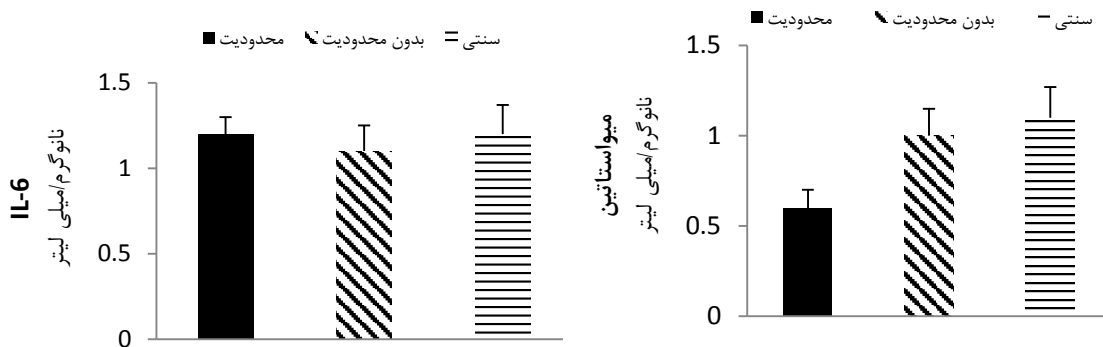 محدودیت بدون محدودیت سنتی
IL-6
نانوگرم/میلی لیتر
1.5
1
0.5
0
محدودیت بدون محدودیت سنتی
میواستاتین
نانوگرم/میلی لیتر
1.5
1
0.5
0